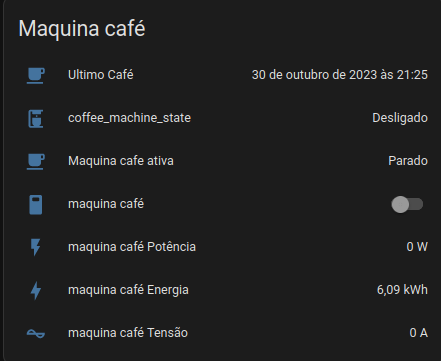 Maquina café
Ultimo Café 30 de outubro de 2023 às 21:25
coffee_machine_state Desligado
Maquina cafe ativa Parado
maquina café
maquina café Potência 0 W
maquina café Energia 6,09 kWh
maquina café Tensão 0 A